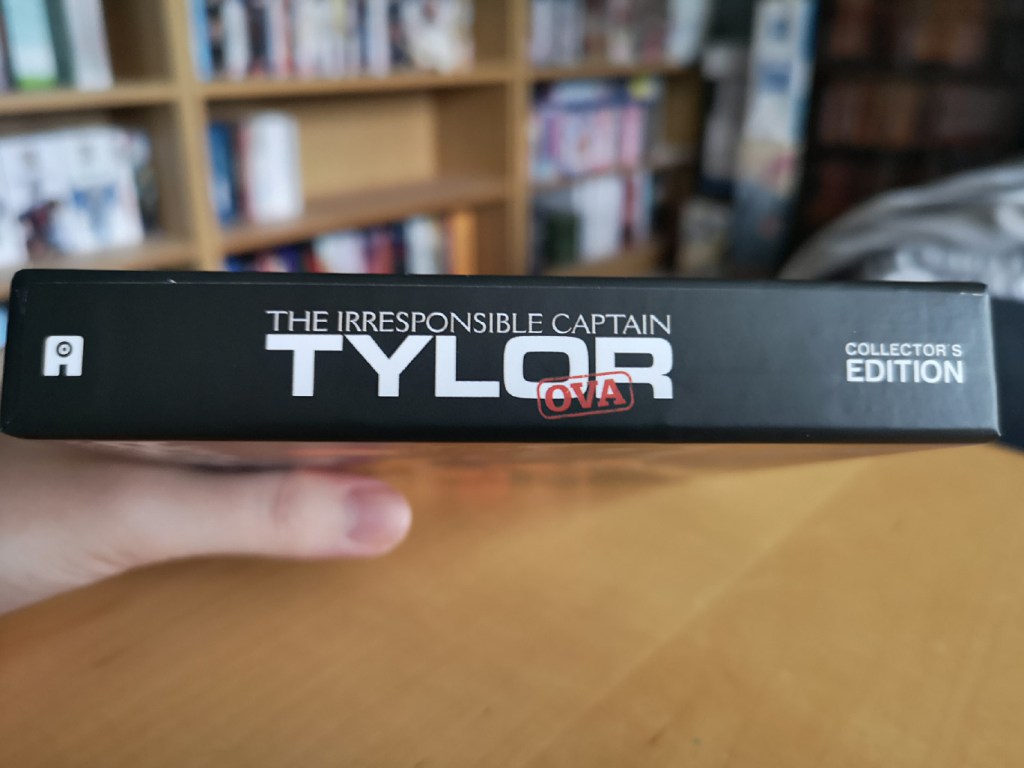 THE IRRESPONSIBLE CAPTAIN
TYLOR
OVA
COLLECTOR'S
EDITION